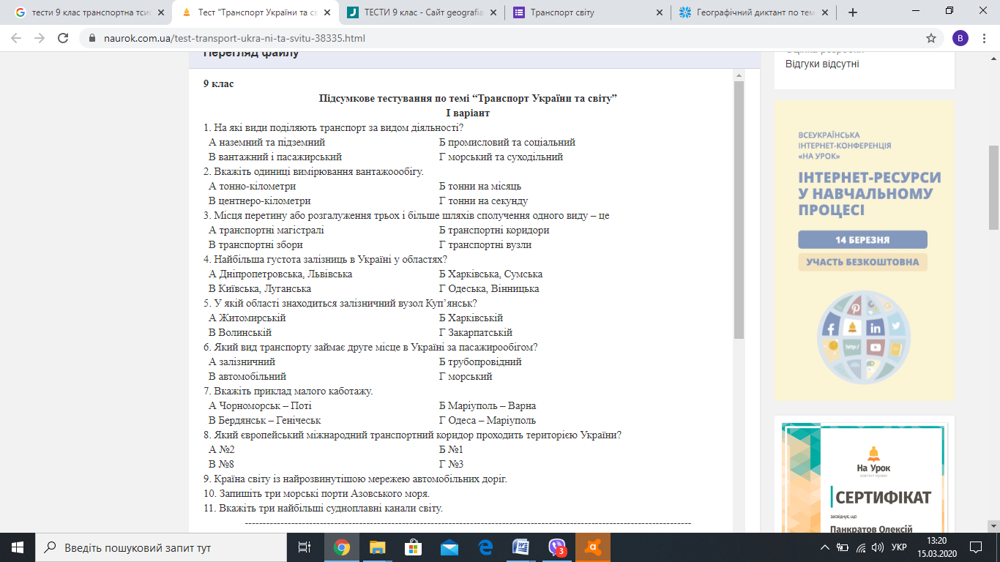 тести 9 клас транспортна тсис
Тест "Транспорт України та св
ТЕСТИ 9 клас - Сайт geografia
Транспорт світу
Географічний диктант по тем
naurok.com.ua/test-transport-ukra-ni-ta-svitu-38335.html
B
Перегляд файлу
9 клас
Підсумкове тестування по темі “Транспорт України та світу”
І варіант
1. На які види поділяють транспорт за видом діяльності?
А наземний та підземний Б промисловий та соціальний
В вантажний і пасажирський Г морський та суходільний
2. Вкажіть одиниці вимірювання вантажоообігу.
А тонно-кілометри Б тонни на місяць
В центнеро-кілометри Г тонни на секунду
3. Місця перетину або розгалуження трьох і більше шляхів сполучення одного виду – це
А транспортні магістралі Б транспортні коридори
В транспортні збори Г транспортні вузли
4. Найбільша густота залізниць в Україні у областях?
А Дніпропетровська, Львівська Б Харківська, Сумська
В Київська, Луганська Г Одеська, Вінницька
5. У якій області знаходиться залізничний вузол Куп’янськ?
А Житомирській Б Харківській
В Волинській Г Закарпатській
6. Який вид транспорту займає друге місце в Україні за пасажирообігом?
А залізничний Б трубопровідний
В автомобільний Г морський
7. Вкажіть приклад малого каботажу.
А Чорноморськ – Поті Б Маріуполь – Варна
В Бердянськ – Генічеськ Г Одеса – Маріуполь
8. Який європейський міжнародний транспортний коридор проходить територією України?
А №2 Б №1
В №8 Г №3
9. Країна світу із найрозвинутішою мережею автомобільних доріг.
10. Запишіть три морські порти Азовського моря.
11. Вкажіть три найбільші судноплавні канали світу.
Відгуки відсутні
ВСЕУКРАЇНСЬКА
ІНТЕРНЕТ-КОНФЕРЕНЦІЯ
«НА УРОК»
ІНТЕРНЕТ-РЕСУРСИ
У НАВЧАЛЬНОМУ
ПРОЦЕСІ
14 БЕРЕЗНЯ
УЧАСТЬ БЕЗКОШТОВНА
http:/
На Урок
освітній проект
СЕРТИФІКАТ
засвідчує, що
Панкратов Олексій
Введіть пошуковий запит тут
3
УКР
13:20
15.03.2020